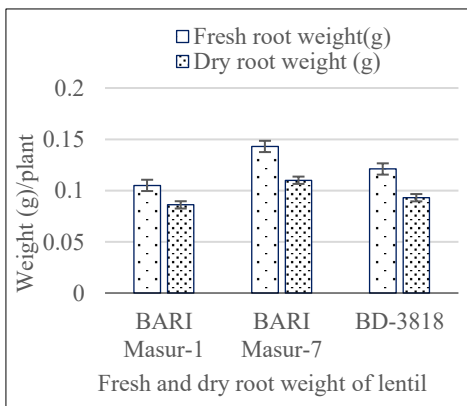 Fresh root weight(g)
Dry root weight (g)
Weight (g)/plant
0.2
0.15
0.1
0.05
0
BARI
Masur-1
BARI
Masur-7
BD-3818
Fresh and dry root weight of lentil